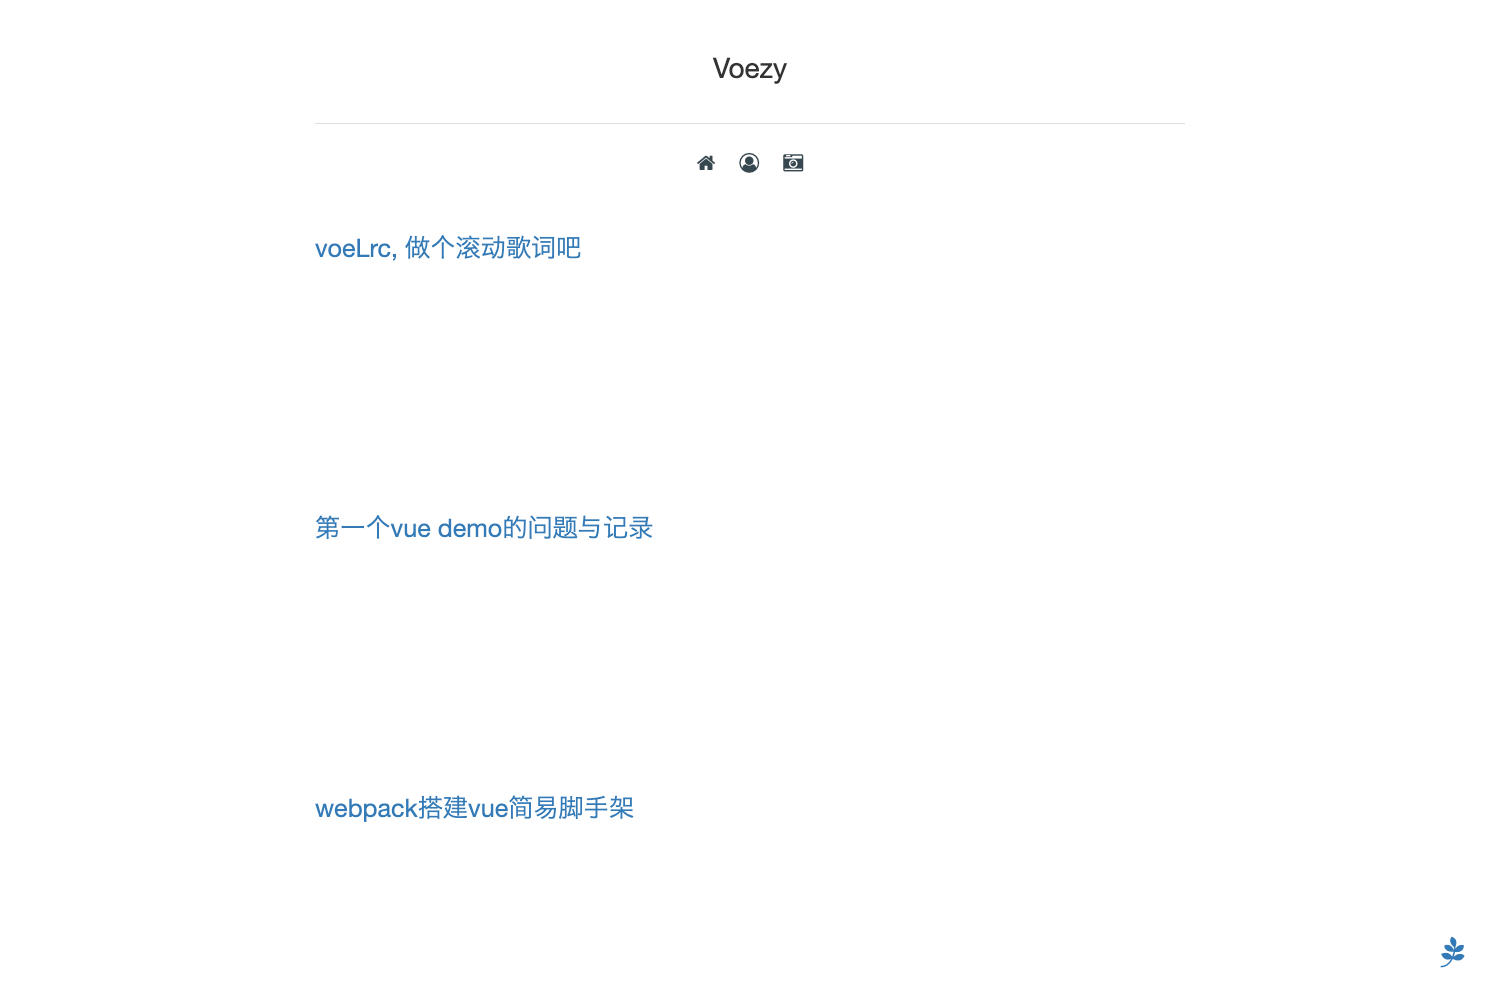 Voezy
voeLrc, 做个滚动歌词吧
第一个vue demo的问题与记录
webpack搭建vue简易脚手架